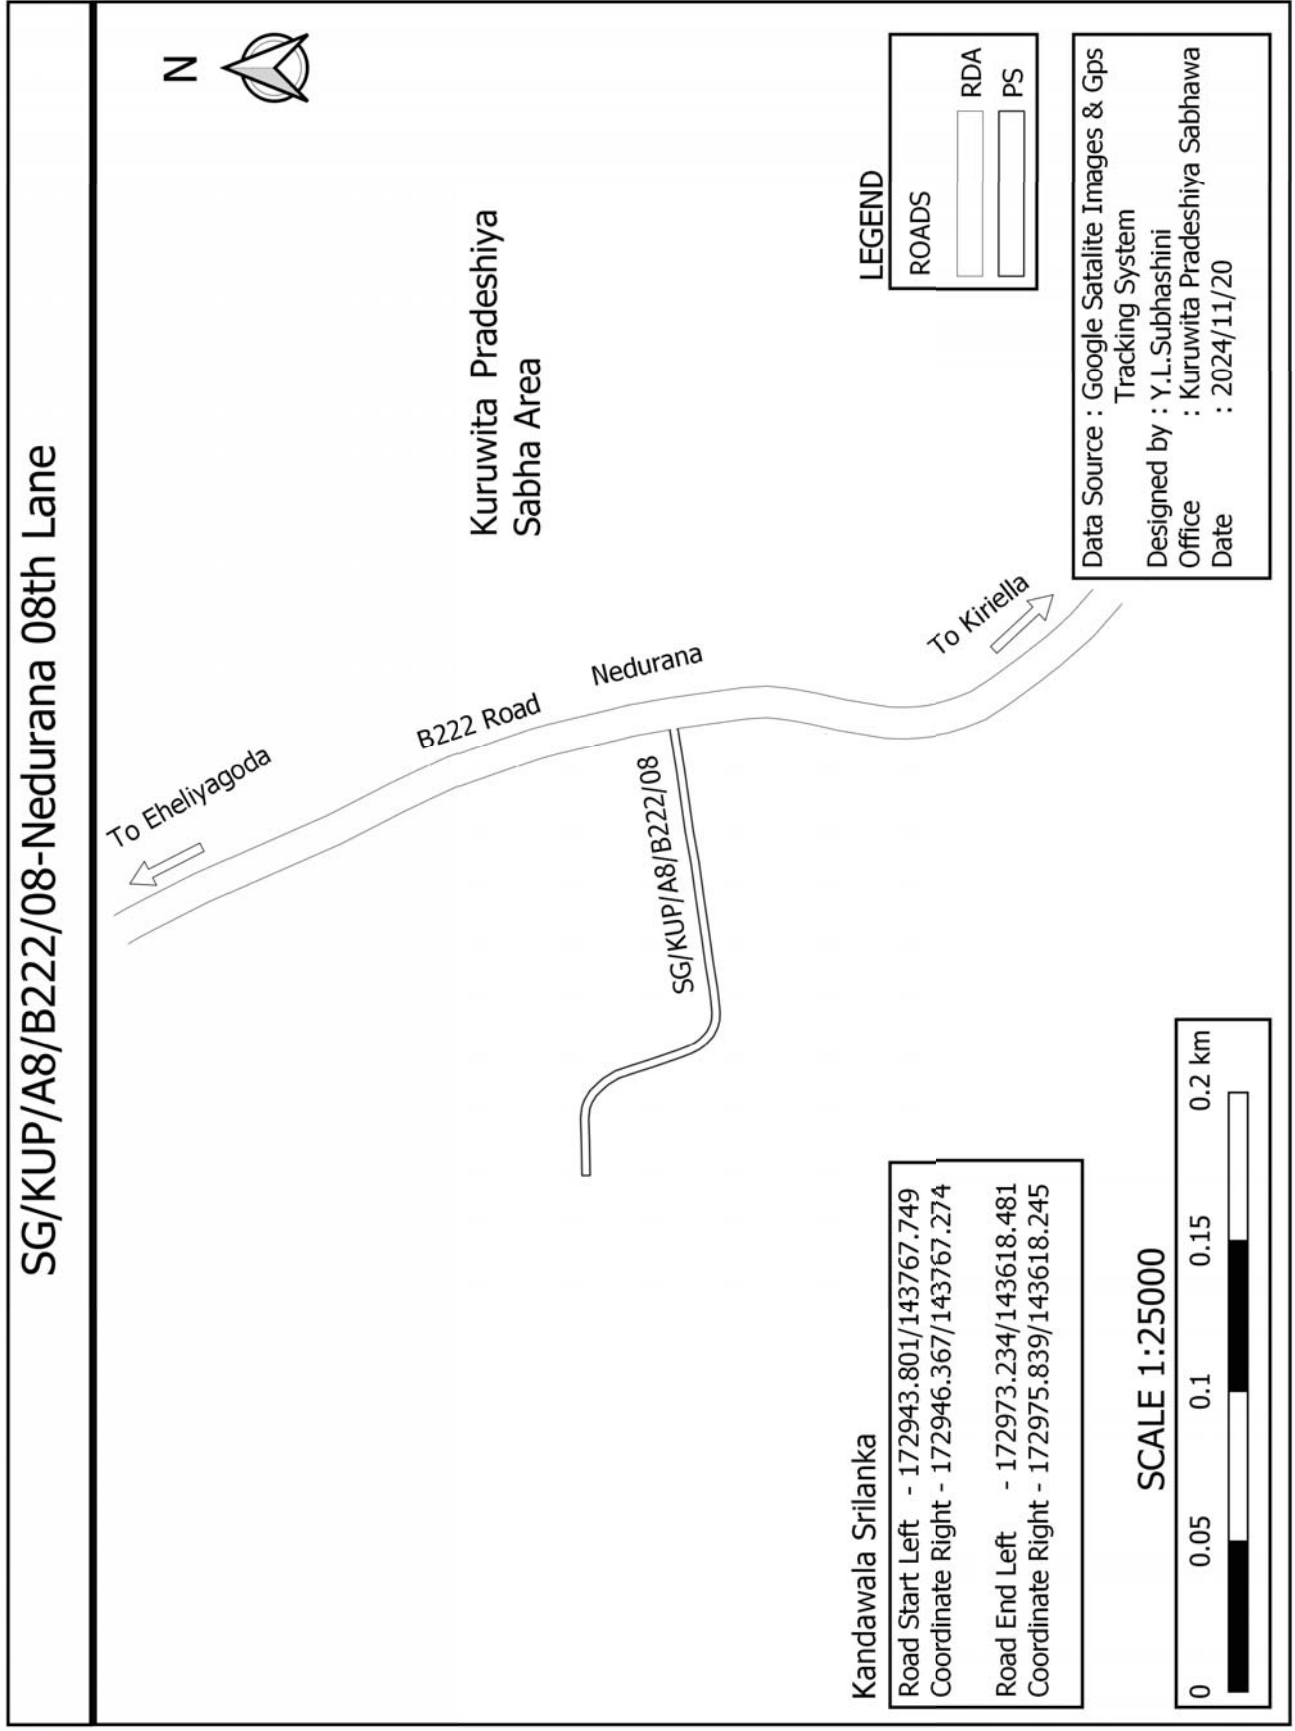 SG/KUP/A8/B222/08-Nedurana 08th Lane
N
To Eheliyagoda
B222 Road
Nedurana
Kuruwita Pradeshiya
Sabha Area
SG/KUP/A8/B222/08
To Kiriella
Kandawala Srilanka
Road Start Left - 172943.801/143767.749
Coordinate Right - 172946.367/143767.274
Road End Left - 172973.234/143618.481
Coordinate Right - 172975.839/143618.245
SCALE 1:25000
0 0.05 0.1 0.15 0.2 km
LEGEND
ROADS
RDA
PS
Data Source : Google Satalite Images & Gps
Tracking System
Designed by : Y.L.Subhashini
Office : Kuruwita Pradeshiya Sabhawa
Date : 2024/11/20